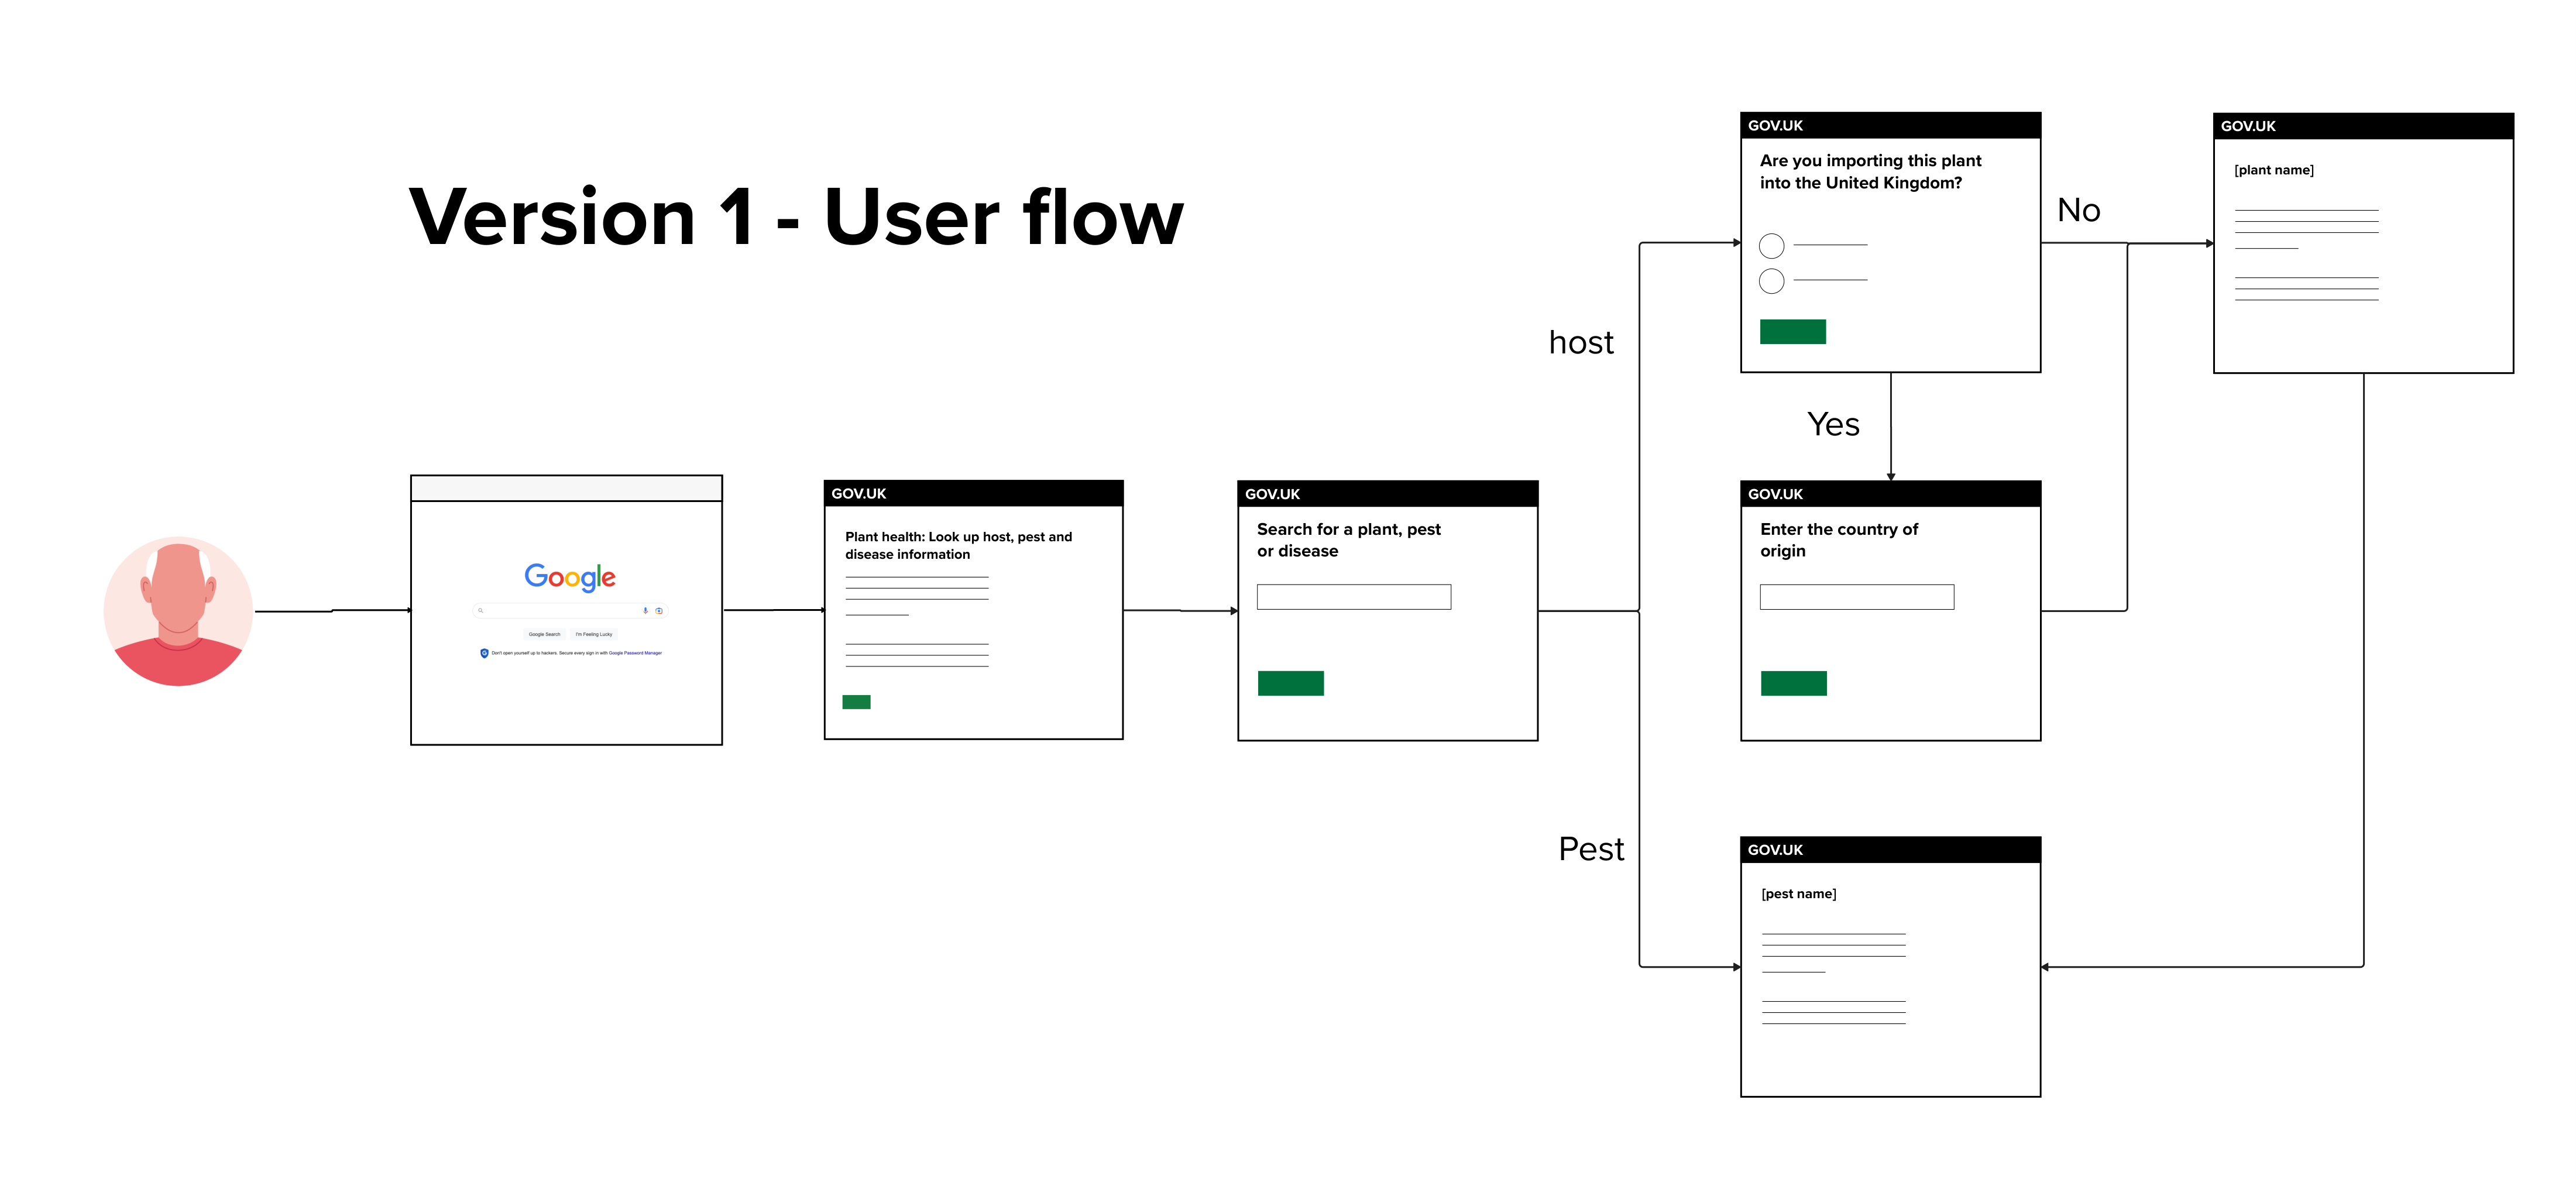 Version 1 - User flow
Google
Google Search
I'm Feeling Lucky
Don't open yourself up to hackers. Secure every sign in with Google Password Manager
GOV.UK
Plant health: Look up host, pest and
disease information
GOV.UK
Search for a plant, pest
or disease
host
Pest
GOV.UK
Are you importing this plant
into the United Kingdom?
No
Yes
GOV.UK
Enter the country of
origin
GOV.UK
[plant name]
GOV.UK
[pest name]